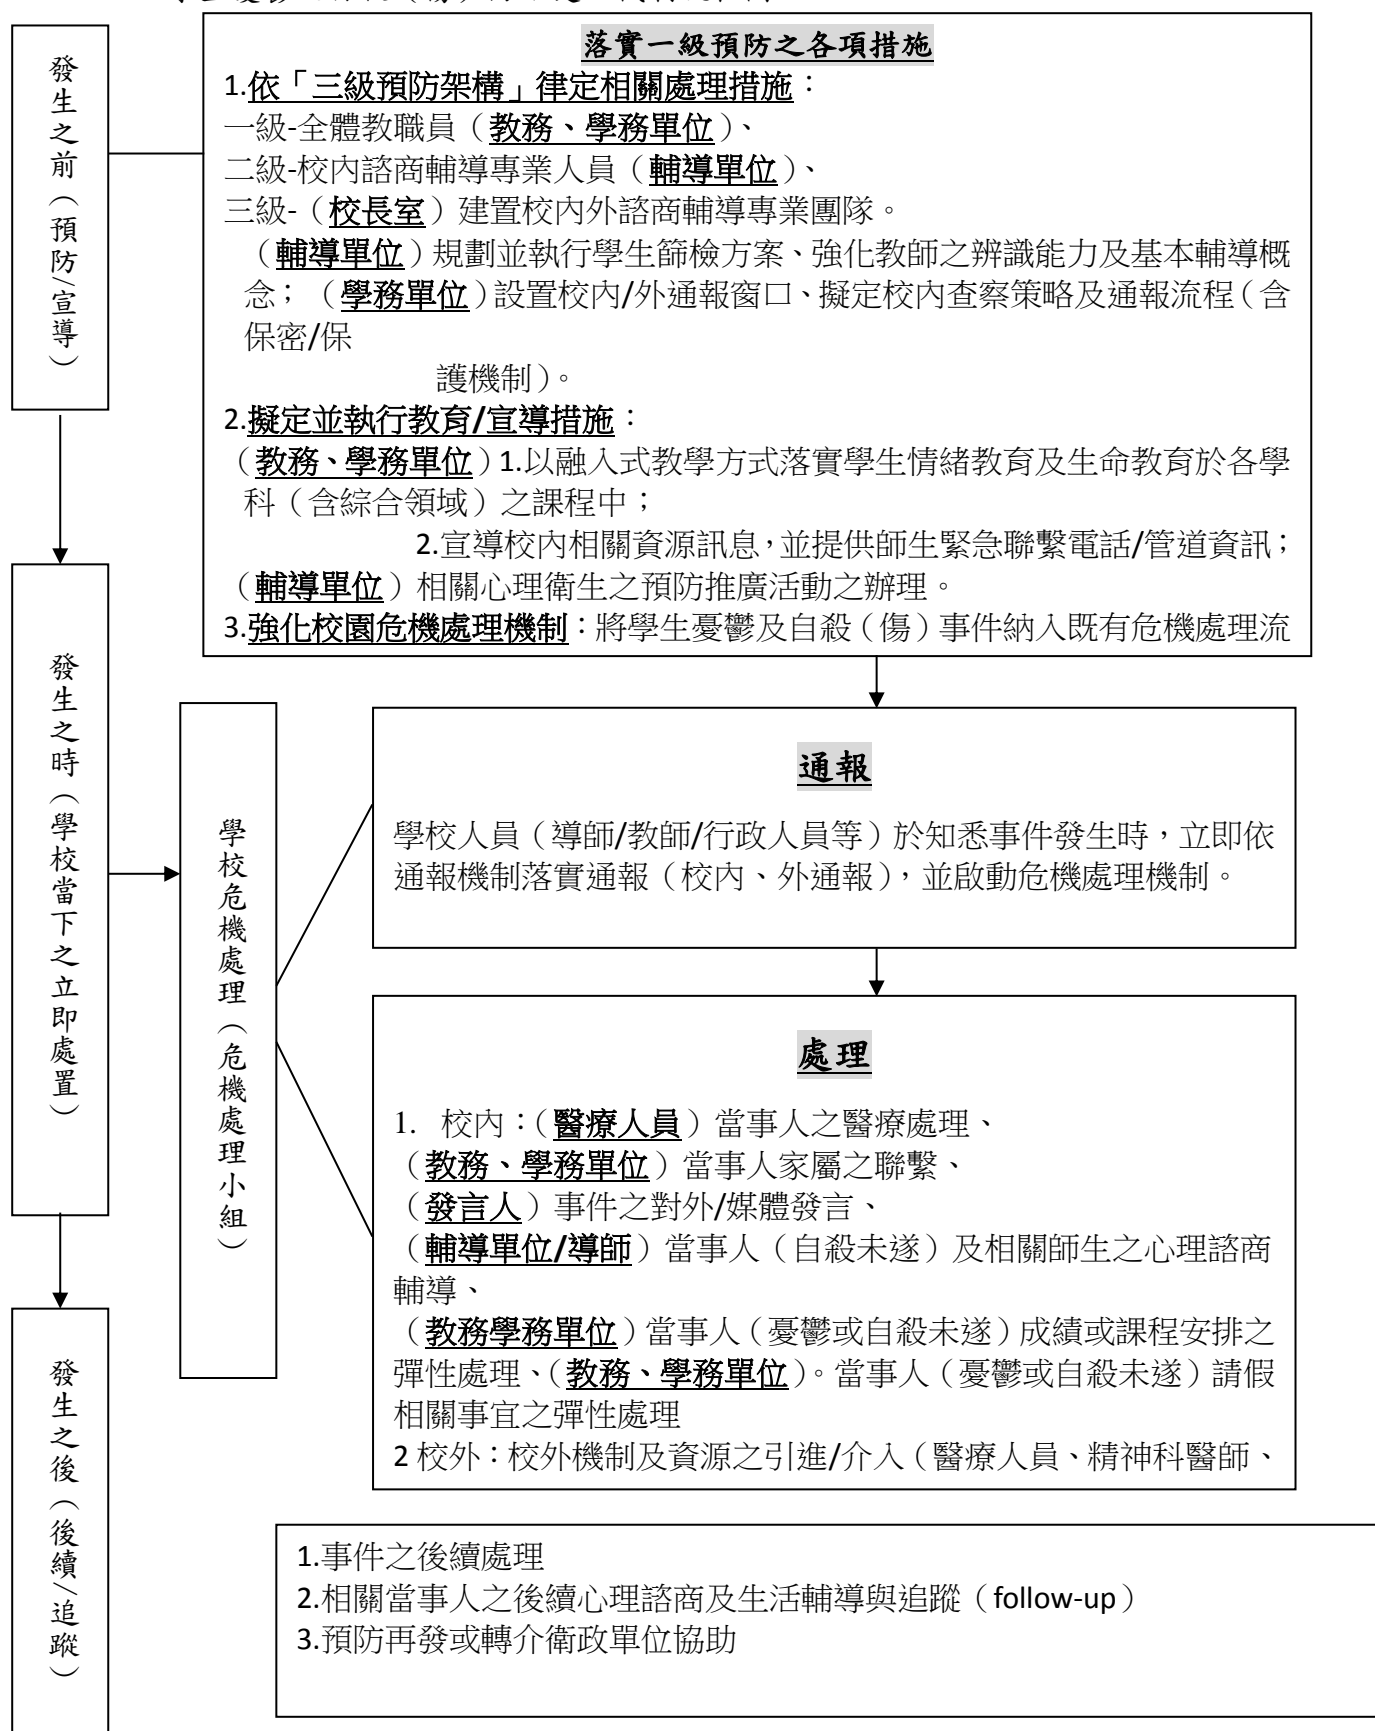 發生之前（預防/宣導）
落實一級預防之各項措施
1.依「三級預防架構」律定相關處理措施：
一級-全體教職員（教務、學務單位）、
二級-校內諮商輔導專業人員（輔導單位）、
三級-（校長室）建置校內外諮商輔導專業團隊。
（輔導單位）規劃並執行學生篩檢方案、強化教師之辨識能力及基本輔導概
念；（學務單位）設置校內/外通報窗口、擬定校內查察策略及通報流程（含
保密/保
護機制）。
2.擬定並執行教育/宣導措施：
（教務、學務單位）1.以融入式教學方式落實學生情緒教育及生命教育於各學
科（含綜合領域）之課程中；
2.宣導校內相關資源訊息，並提供師生緊急聯繫電話/管道資訊；
（輔導單位）相關心理衛生之預防推廣活動之辦理。
3.強化校園危機處理機制：將學生憂鬱及自殺（傷）事件納入既有危機處理流
發生之時（學校當下之立即處置）
學校危機處理（危機處理小組）
通報
學校人員（導師/教師/行政人員等）於知悉事件發生時，立即依
通報機制落實通報（校內、外通報），並啟動危機處理機制。
處理
1. 校內：（醫療人員）當事人之醫療處理、
（教務、學務單位）當事人家屬之聯繫、
（發言人）事件之對外/媒體發言、
（輔導單位/導師）當事人（自殺未遂）及相關師生之心理諮商
輔導、
（教務學務單位）當事人（憂鬱或自殺未遂）成績或課程安排之
彈性處理、（教務、學務單位）。當事人（憂鬱或自殺未遂）請假
相關事宜之彈性處理
2 校外：校外機制及資源之引進/介入（醫療人員、精神科醫師、
發生之後（後續/追蹤）
1.事件之後續處理
2.相關當事人之後續心理諮商及生活輔導與追蹤（follow-up）
3.預防再發或轉介衛政單位協助